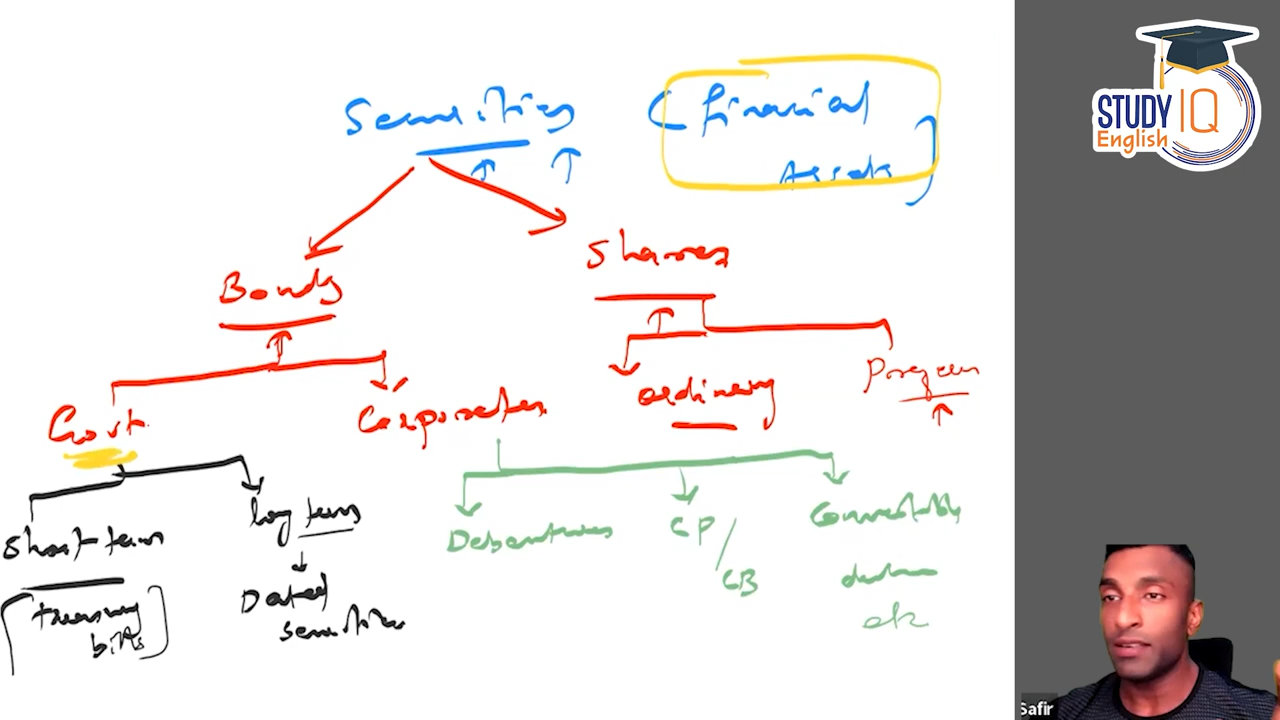 Securities (Financial
Assets)
Bonds
Shares
Govt.
Corporates
ordinary
Short term
long term
Debentures
CP/
CB
Convertible
Treasury
bills
Dated
securities
etc
STUDY IQ
English
Safir